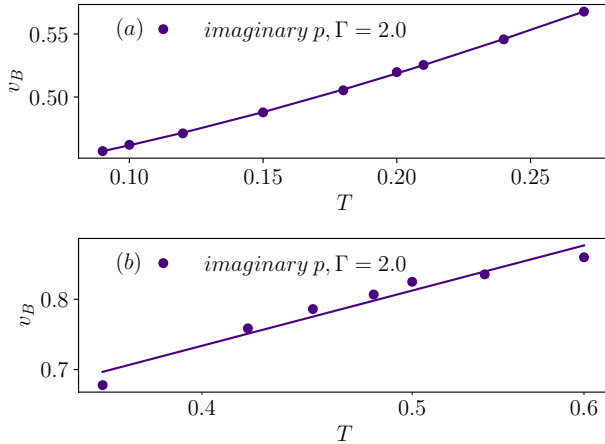 (a) imaginary p, Γ = 2.0
0.55
0.50
v_B
0.10 0.15 0.20 0.25
T
(b) imaginary p, Γ = 2.0
0.8
0.7
v_B
0.4 0.5 0.6
T